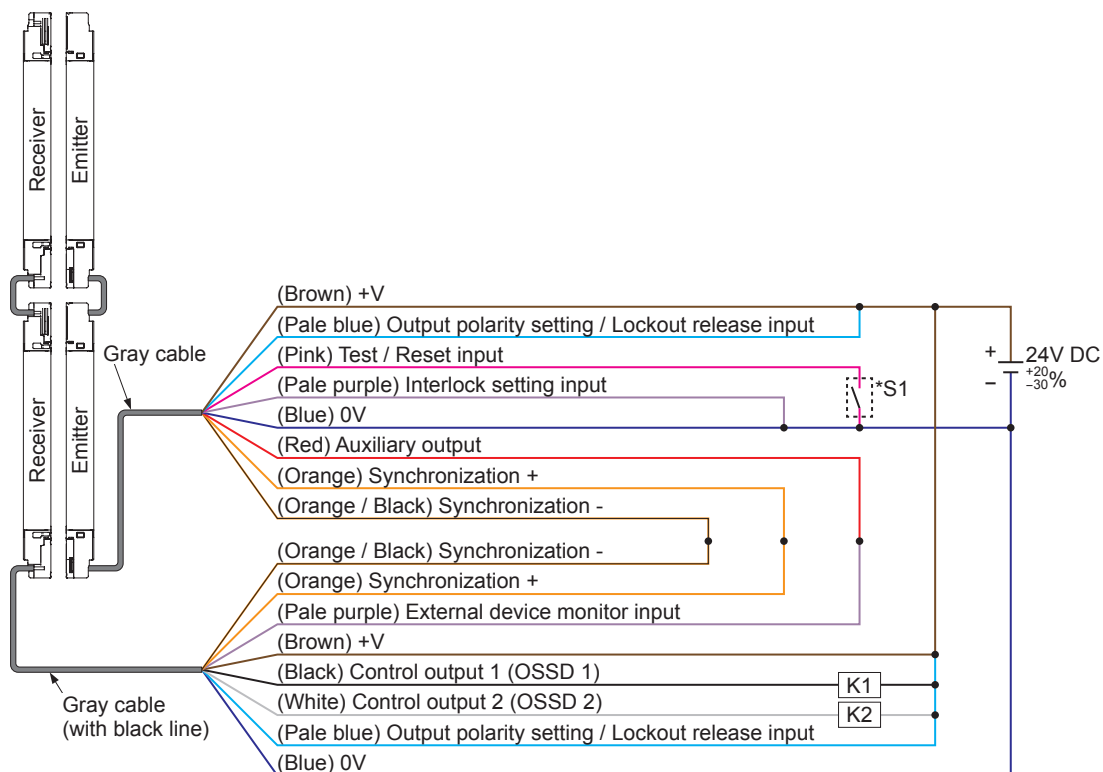 Receiver
Emitter
Receiver
Emitter
Gray cable
(Brown) +V
(Pale blue) Output polarity setting / Lockout release input
(Pink) Test / Reset input
(Pale purple) Interlock setting input
(Blue) 0V
(Red) Auxiliary output
(Orange) Synchronization +
(Orange / Black) Synchronization -
*S1
+
24V DC
+20
−30 %
−
(Orange / Black) Synchronization -
(Orange) Synchronization +
(Pale purple) External device monitor input
(Brown) +V
(Black) Control output 1 (OSSD 1)
K1
(White) Control output 2 (OSSD 2)
K2
(Pale blue) Output polarity setting / Lockout release input
(Blue) 0V
Gray cable
(with black line)